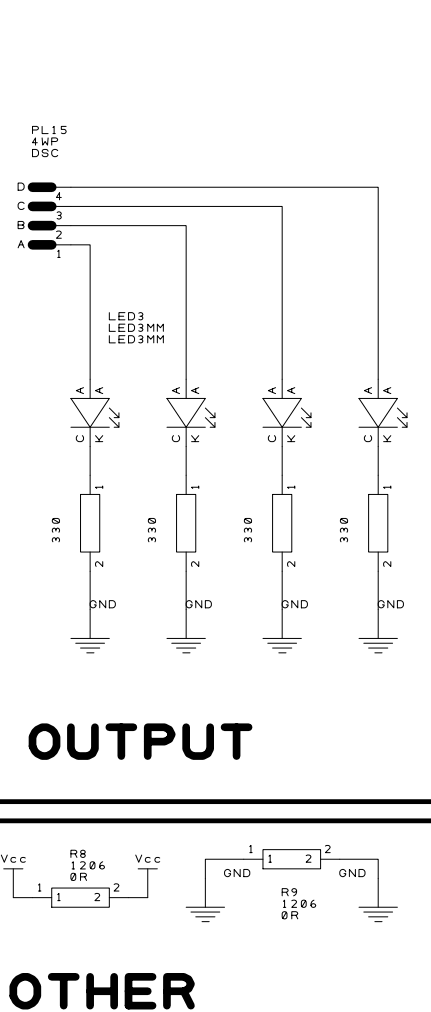 PL15
4WP
DSC
D
4
C
3
B
2
A
1
LED3
LED3MM
LED3MM
A A A A A A A A
C K C K C K C K
1 1 1 1
330 330 330 330
2 2 2 2
GND GND GND GND
OUTPUT
Vcc
R8
1206
0R
Vcc
1 1 2 2
1 1 2 2
GND GND
R9
1206
0R
OTHER